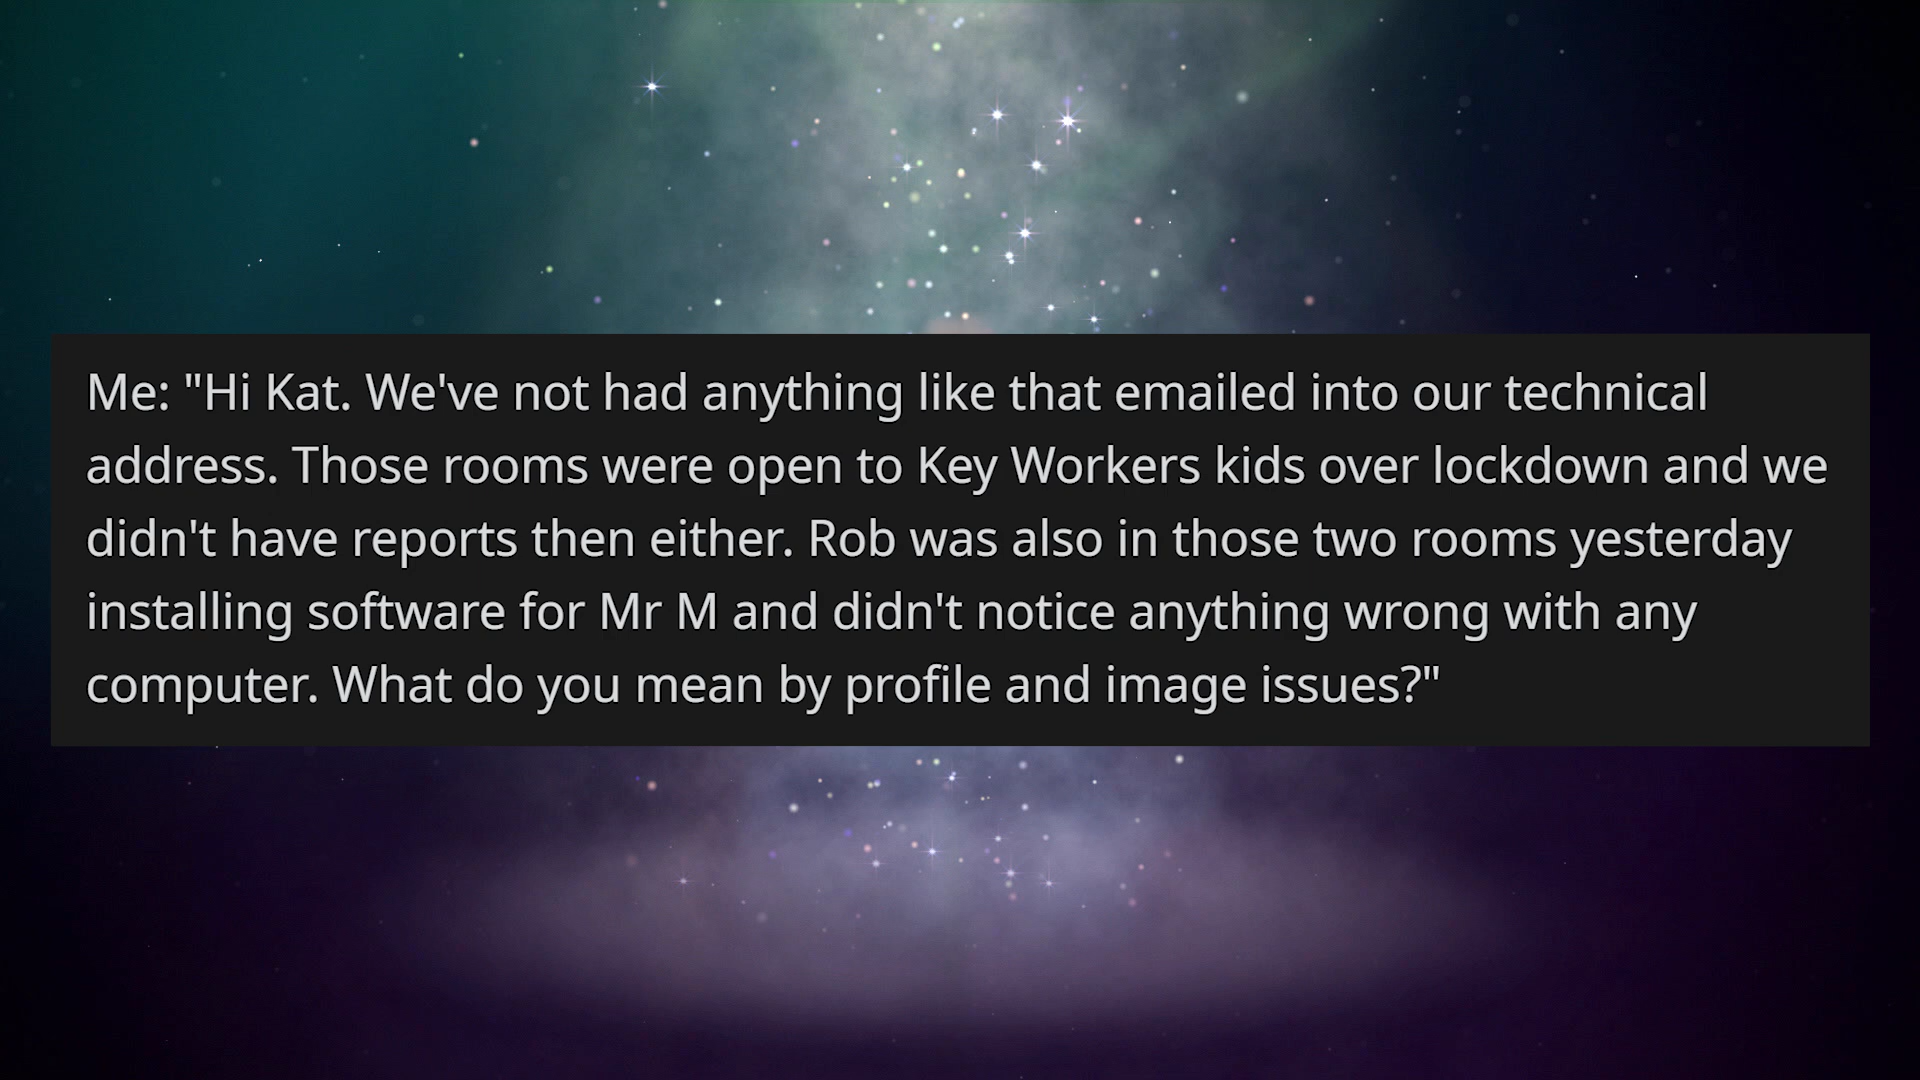 Me: "Hi Kat. We've not had anything like that emailed into our technical
address. Those rooms were open to Key Workers kids over lockdown and we
didn't have reports then either. Rob was also in those two rooms yesterday
installing software for Mr M and didn't notice anything wrong with any
computer. What do you mean by profile and image issues?"